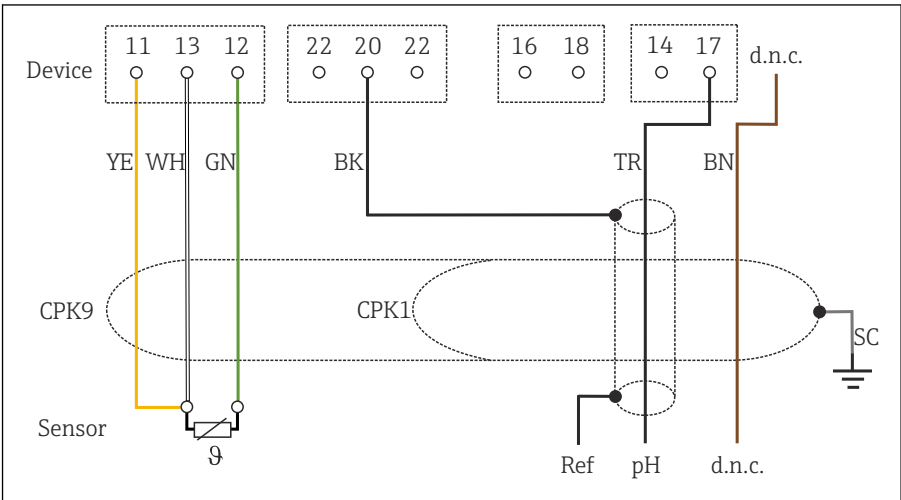 11 13 12 22 20 22 16 18 14 17 d.n.c.
Device
YE WH GN BK TR BN
CPK9 CPK1
SC
Sensor
ϑ Ref pH d.n.c.